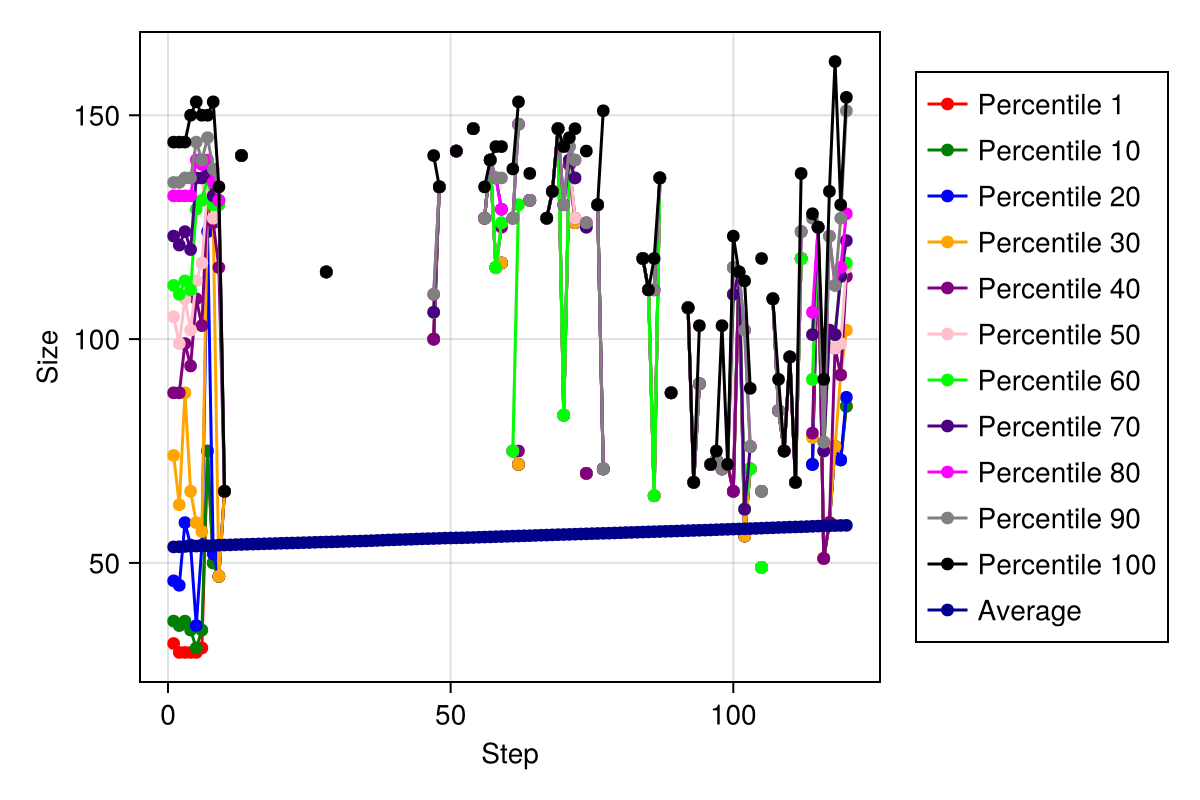 150
100
50
Size
0
50
100
Step
Percentile 1
Percentile 10
Percentile 20
Percentile 30
Percentile 40
Percentile 50
Percentile 60
Percentile 70
Percentile 80
Percentile 90
Percentile 100
Average